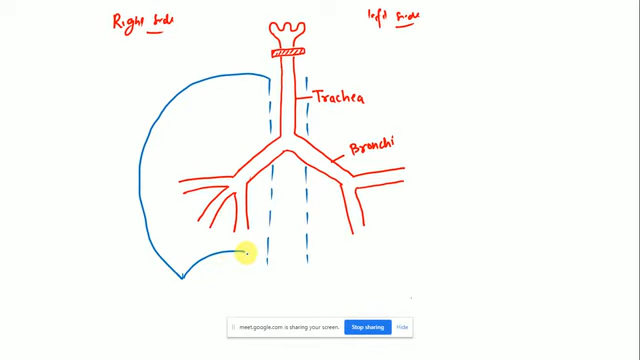 Right side
left side
Trachea
Bronchi
meet.google.com is sharing your screen.
Stop sharing
Hide